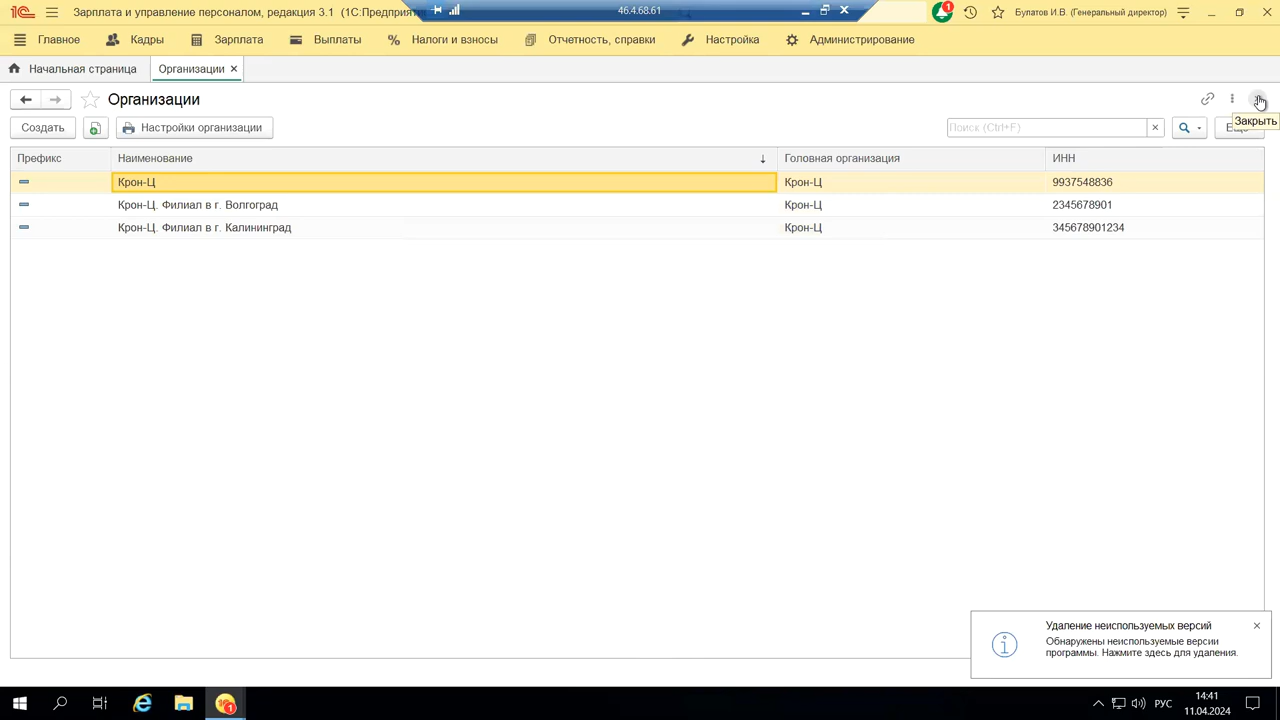 Зарплата и управление персоналом, редакция 3.1 (1С:Предприятие
46.4.68.61
1
Булатов И.В. (Генеральный директор)
Главное
Кадры
Зарплата
Выплаты
Налоги и взносы
Отчетность, справки
Настройка
Администрирование
Начальная страница
Организации
Организации
Закрыть
Создать
Настройки организации
Поиск (Ctrl+F)
Префикс
Наименование
Головная организация
ИНН
Крон-Ц
Крон-Ц
9937548836
Крон-Ц. Филиал в г. Волгоград
Крон-Ц
2345678901
Крон-Ц. Филиал в г. Калининград
Крон-Ц
345678901234
Удаление неиспользуемых версий
Обнаружены неиспользуемые версии
программы. Нажмите здесь для удаления.
РУС
14:41
11.04.2024